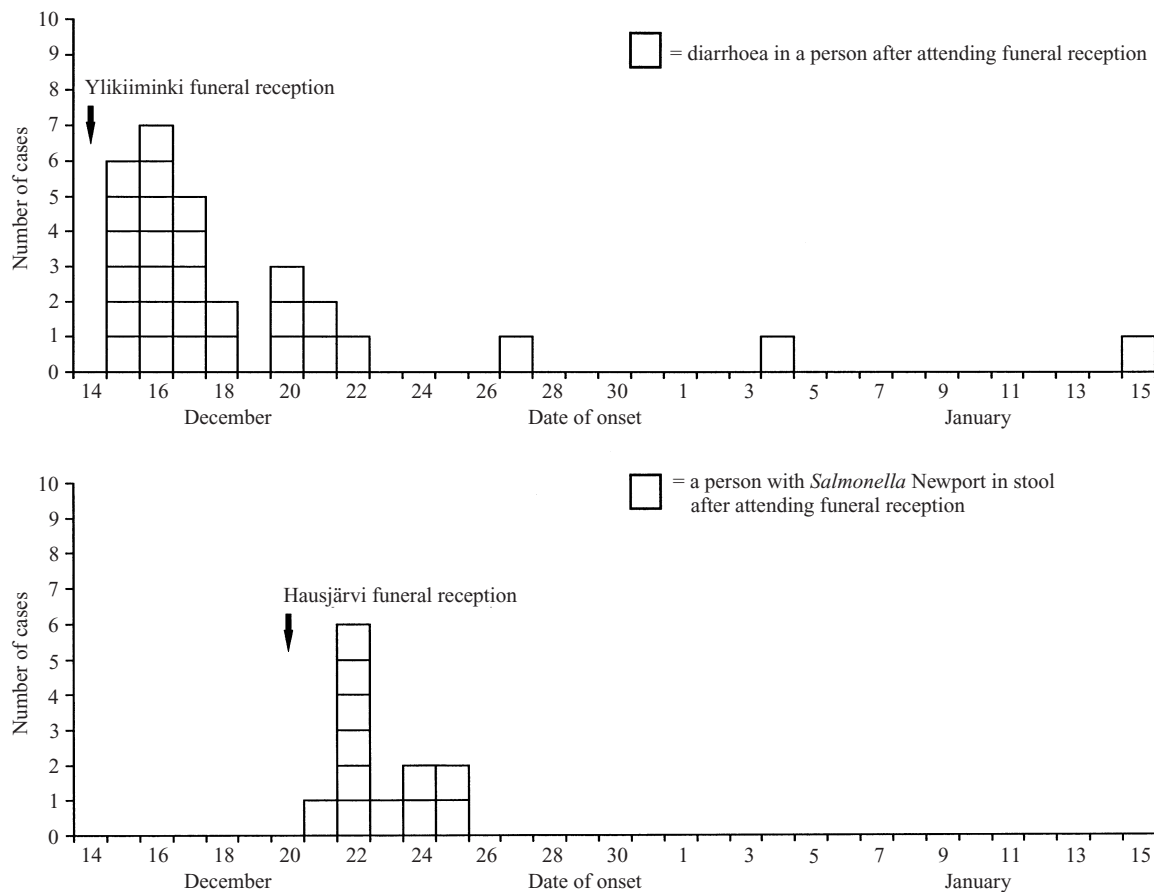 10
9
8
7
6
5
4
3
2
1
0
Number of cases
= diarrhoea in a person after attending funeral reception
Ylikiiminki funeral reception
14 16 18 20 22 24 26 28 30 1 3 5 7 9 11 13 15
December Date of onset January
10
9
8
7
6
5
4
3
2
1
0
Number of cases
= a person with Salmonella Newport in stool
after attending funeral reception
Hausjärvi funeral reception
14 16 18 20 22 24 26 28 30 1 3 5 7 9 11 13 15
December Date of onset January